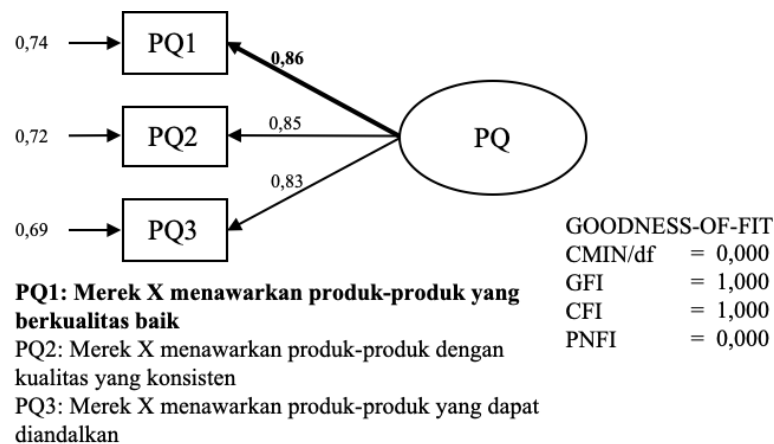 0,74
PQ1
0,86
0,72
PQ2
0,85
PQ
0,83
0,69
PQ3
GOODNESS-OF-FIT
CMIN/df = 0,000
GFI = 1,000
CFI = 1,000
PNFI = 0,000
PQ1: Merek X menawarkan produk-produk yang
berkualitas baik
PQ2: Merek X menawarkan produk-produk dengan
kualitas yang konsisten
PQ3: Merek X menawarkan produk-produk yang dapat
diandalkan